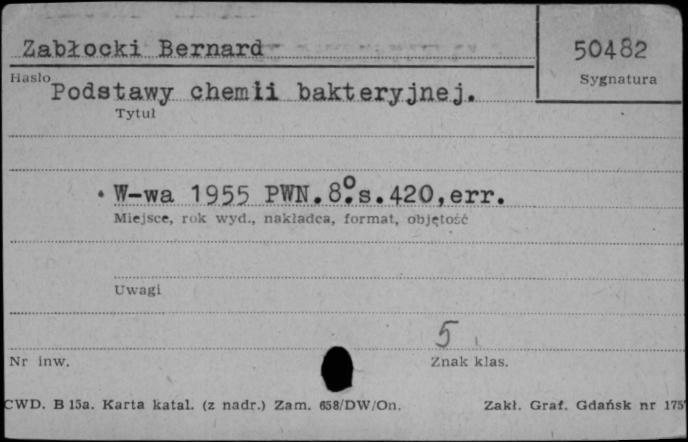 Zabłocki Bernard
50482
Hasło
Sygnatura
Podstawy chemii bakteryjnej.
Tytuł
W-wa 1955 PWN.8º.s.420,err.
Miejsce, rok wyd., nakładca, format, objętość
Uwagi
5
Nr inw.
Znak klas.
CWD. B 15a. Karta katal. (z nadr.) Zam. 658/DW/On.
Zakł. Graf. Gdańsk nr 175